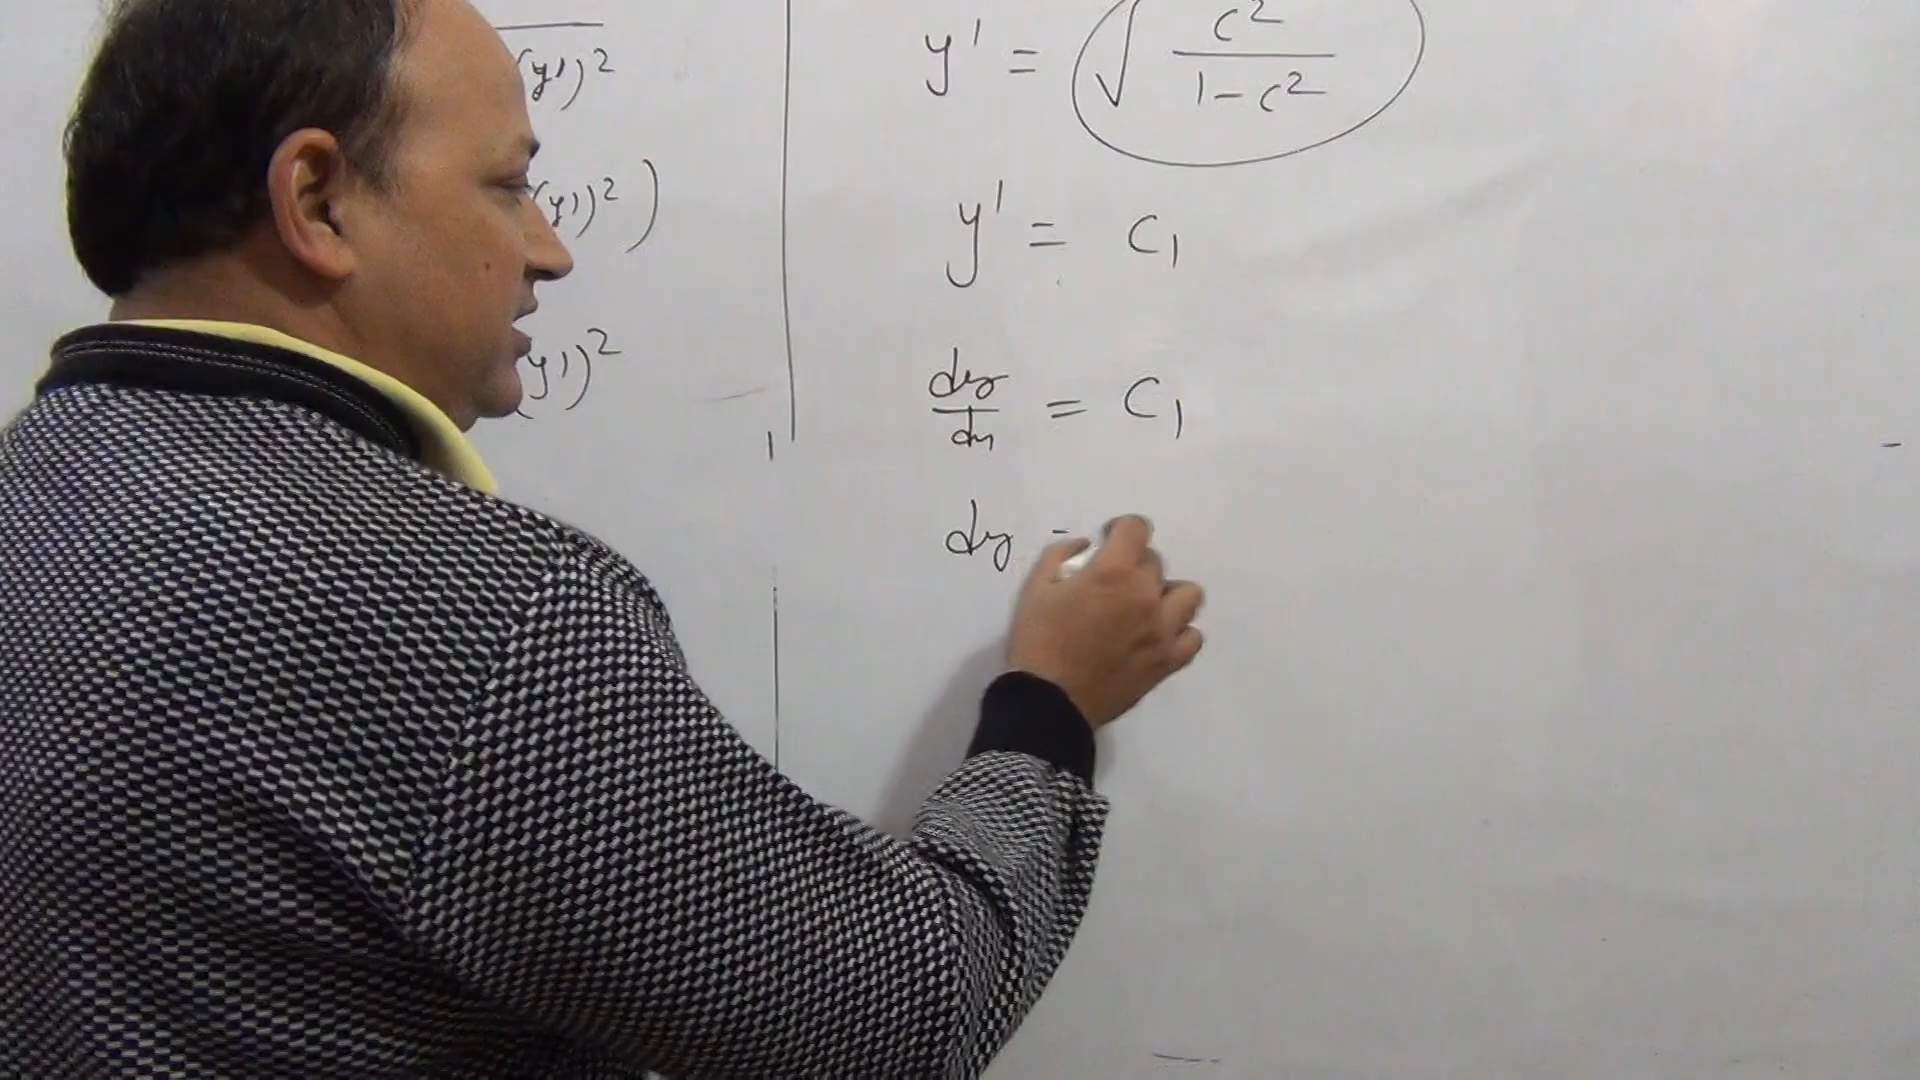 (y')²
(y')² )
(y')²
y' = √ c² / 1-c²
y' = c₁
dy/dx = c₁
dy =